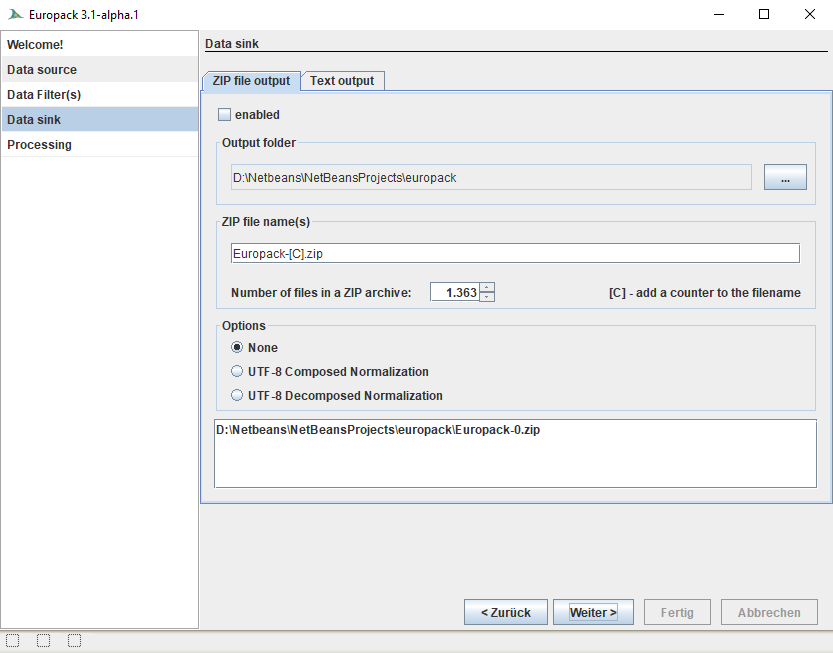 Europack 3.1-alpha.1
Welcome!
Data source
Data Filter(s)
Data sink
Processing
Data sink
ZIP file output
Text output
enabled
Output folder
D:\Netbeans\NetBeansProjects\europack
...
ZIP file name(s)
Europack-[C].zip
Number of files in a ZIP archive:
1.363
[C] - add a counter to the filename
Options
None
UTF-8 Composed Normalization
UTF-8 Decomposed Normalization
D:\Netbeans\NetBeansProjects\europack\Europack-0.zip
< Zurück
Weiter >
Fertig
Abbrechen